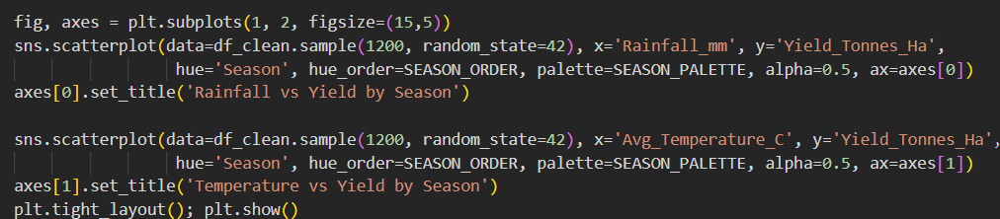 fig, axes = plt.subplots(1, 2, figsize=(15,5))
sns.scatterplot(data=df_clean.sample(1200, random_state=42), x='Rainfall_mm', y='Yield_Tonnes_Ha',
                hue='Season', hue_order=SEASON_ORDER, palette=SEASON_PALETTE, alpha=0.5, ax=axes[0])
axes[0].set_title('Rainfall vs Yield by Season')

sns.scatterplot(data=df_clean.sample(1200, random_state=42), x='Avg_Temperature_C', y='Yield_Tonnes_Ha',
                hue='Season', hue_order=SEASON_ORDER, palette=SEASON_PALETTE, alpha=0.5, ax=axes[1])
axes[1].set_title('Temperature vs Yield by Season')
plt.tight_layout(); plt.show()